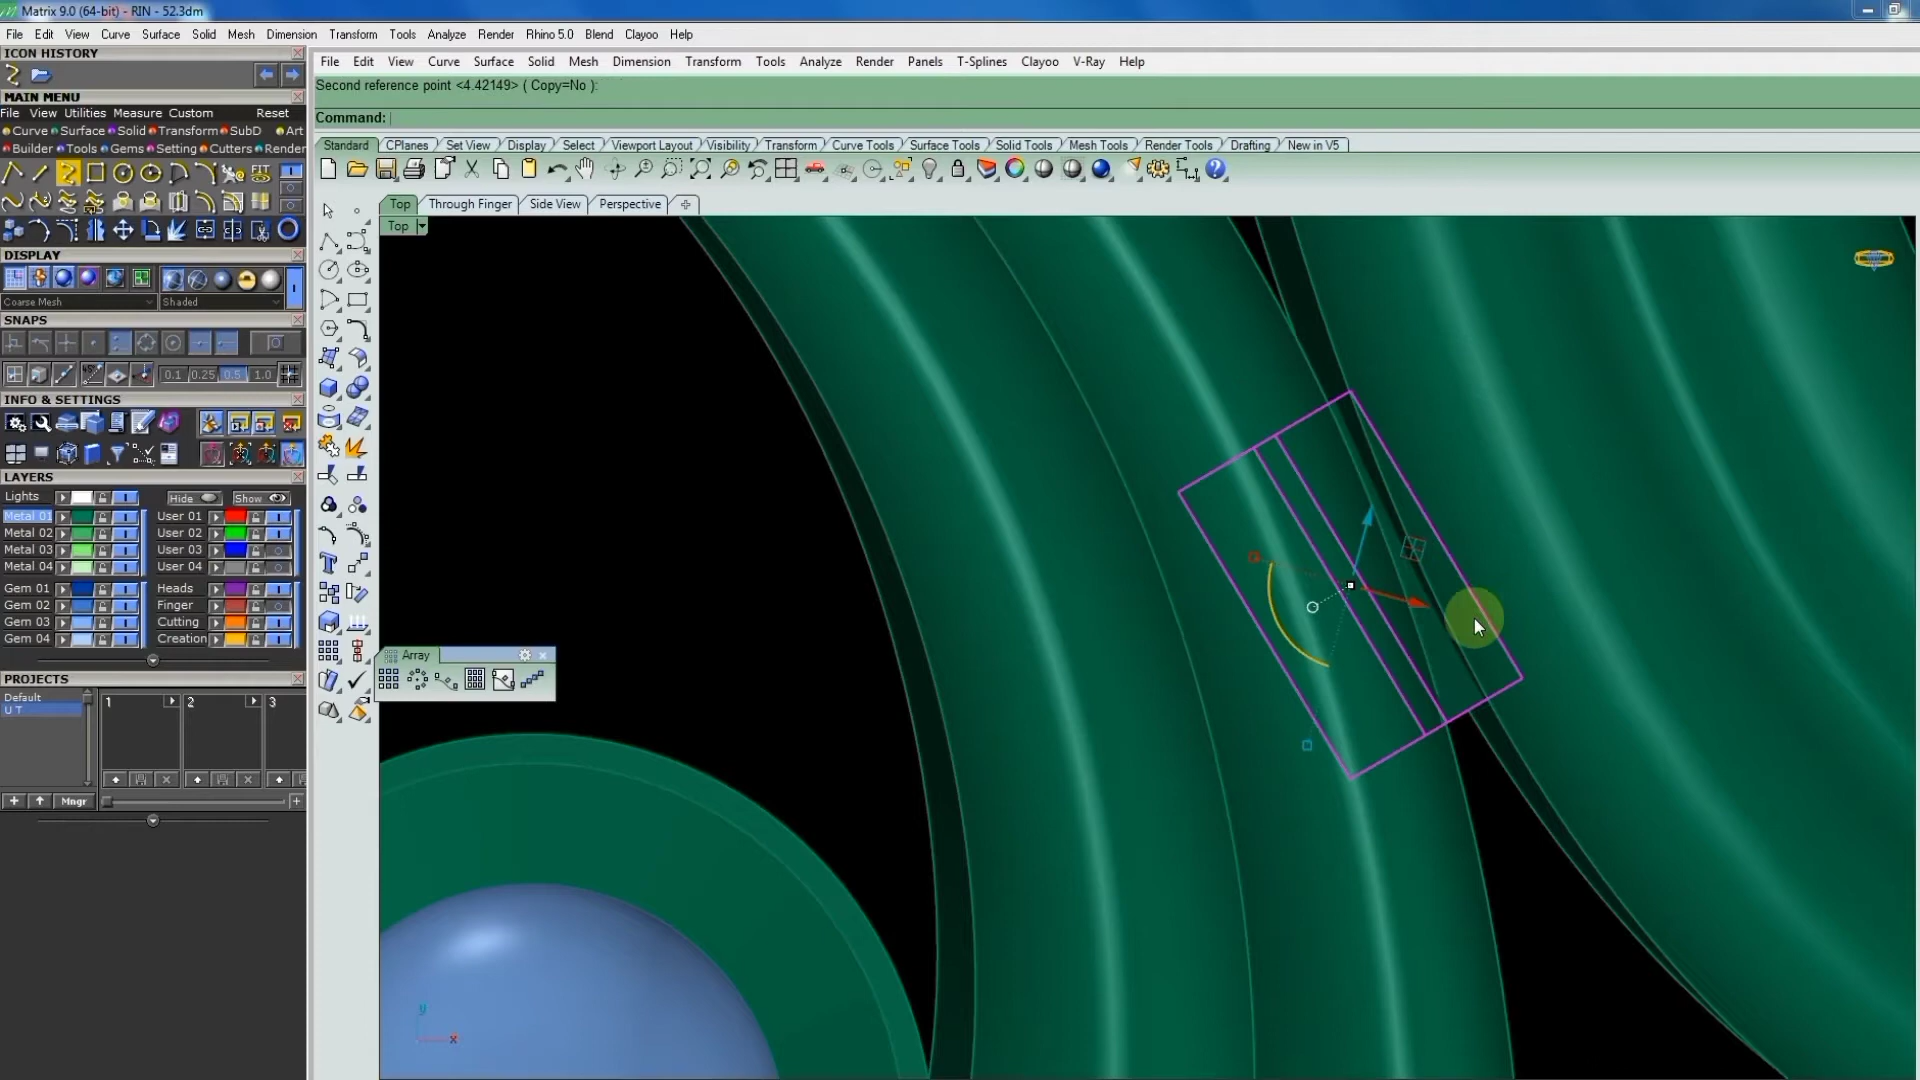 Matrix 9.0 (64-bit) - RIN - 52.3dm
File Edit View Curve Surface Solid Mesh Dimension Transform Tools Analyze Render Rhino 5.0 Blend Clayoo Help
ICON HISTORY
MAIN MENU
File View Utilities Measure Custom Reset
Curve Surface Solid Transform SubD Art
Builder Tools Gems Setting Cutters Render
FIT
DISPLAY
Coarse Mesh Shaded
SNAPS
45° 0.1 0.25 0.5 1.0
INFO & SETTINGS
LAYERS
Lights Hide Show
Metal 01 User 01
Metal 02 User 02
Metal 03 User 03
Metal 04 User 04
Gem 01 Heads
Gem 02 Finger
Gem 03 Cutting
Gem 04 Creation
PROJECTS
Default
U T
1 2 3
Mngr
File Edit View Curve Surface Solid Mesh Dimension Transform Tools Analyze Render Panels T-Splines Clayoo V-Ray Help
Second reference point <4.42149> ( Copy=No ):
Command:
Standard CPlanes Set View Display Select Viewport Layout Visibility Transform Curve Tools Surface Tools Solid Tools Mesh Tools Render Tools Drafting New in V5
Top Through Finger Side View Perspective
Top
Array
y
x